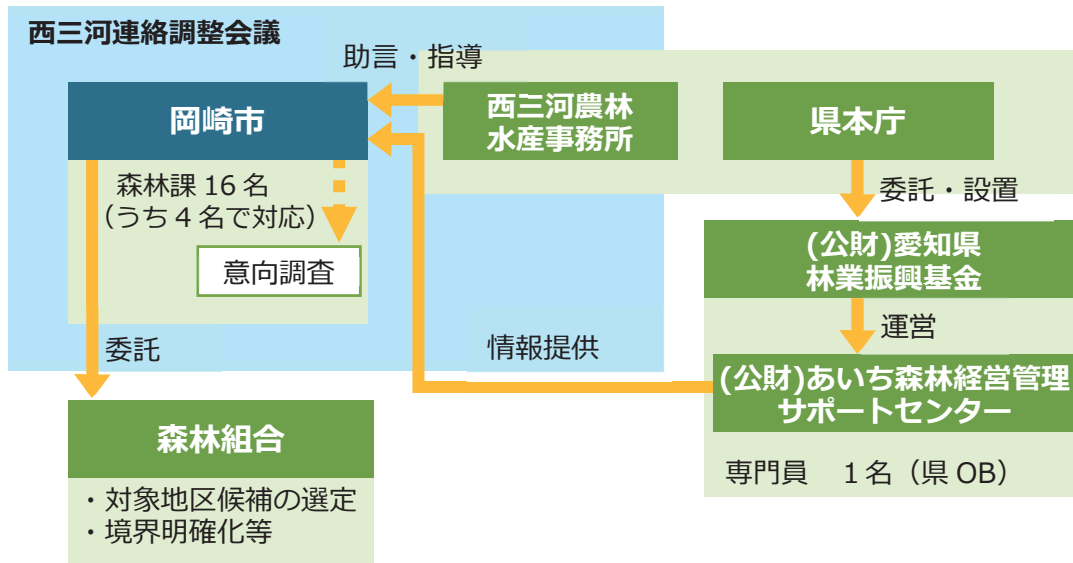 西三河連絡調整会議
助言・指導
岡崎市
西三河農林
水産事務所
県本庁
森林課 16 名
（うち 4 名で対応）
意向調査
委託・設置
(公財)愛知県
林業振興基金
運営
委託
情報提供
(公財)あいち森林経営管理
サポートセンター
専門員　1 名（県 OB）
森林組合
・対象地区候補の選定
・境界明確化等